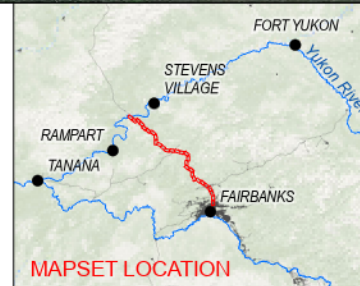 FORT YUKON
Yukon River
STEVENS
VILLAGE
RAMPART
TANANA
FAIRBANKS
MAPSET LOCATION